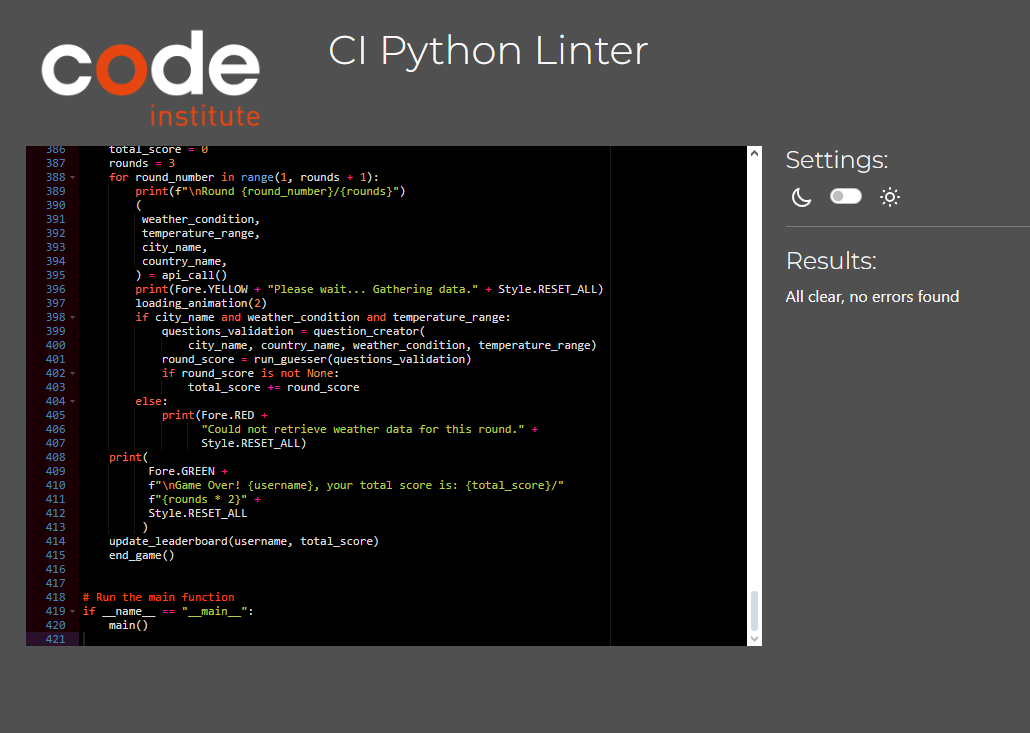 code
institute
CI Python Linter
386 total_score = 0
387 rounds = 3
388 for round_number in range(1, rounds + 1):
389 print(f"\nRound {round_number}/{rounds}")
390 (
391 weather_condition,
392 temperature_range,
393 city_name,
394 country_name,
395 ) = api_call()
396 print(Fore.YELLOW + "Please wait... Gathering data." + Style.RESET_ALL)
397 loading_animation(2)
398 if city_name and weather_condition and temperature_range:
399 questions_validation = question_creator(
400 city_name, country_name, weather_condition, temperature_range)
401 round_score = run_guesser(questions_validation)
402 if round_score is not None:
403 total_score += round_score
404 else:
405 print(Fore.RED +
406 "Could not retrieve weather data for this round." +
407 Style.RESET_ALL)
408 print(
409 Fore.GREEN +
410 f"\nGame Over! {username}, your total score is: {total_score}/"
411 f"{rounds * 2}" +
412 Style.RESET_ALL
413 )
414 update_leaderboard(username, total_score)
415 end_game()
416
417
418 # Run the main function
419 if __name__ == "__main__":
420 main()
421
Settings:
Results:
All clear, no errors found